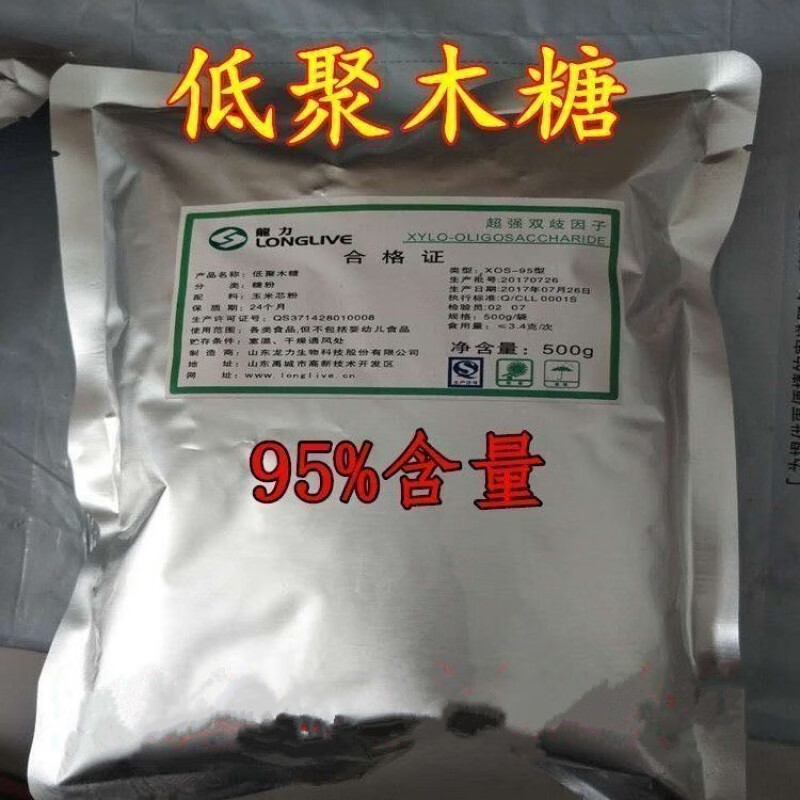 低聚木糖
龍力
LONGLIVE
超强双歧因子
XYLO-OLIGOSACCHARIDE
合格证
产品名称：低聚木糖
分 类：糖粉
配 料：玉米芯粉
保 质 期：24个月
生产许可证号：QS371428010008
使用范围：各类食品,但不包括婴幼儿食品
贮存条件：室温、干燥通风处
制 造 商：山东龙力生物科技股份有限公司
地 址：山东禹城市高新技术开发区
网 址：www.longlive.cn
类型：XOS-95型
生产批号：20170726
生产日期：2017年07月26日
执行标准：Q/CLL 0001S
检验员：02 07
规格：500g/袋
食用量：≤3.4克/次
净含量：500g
95%含量